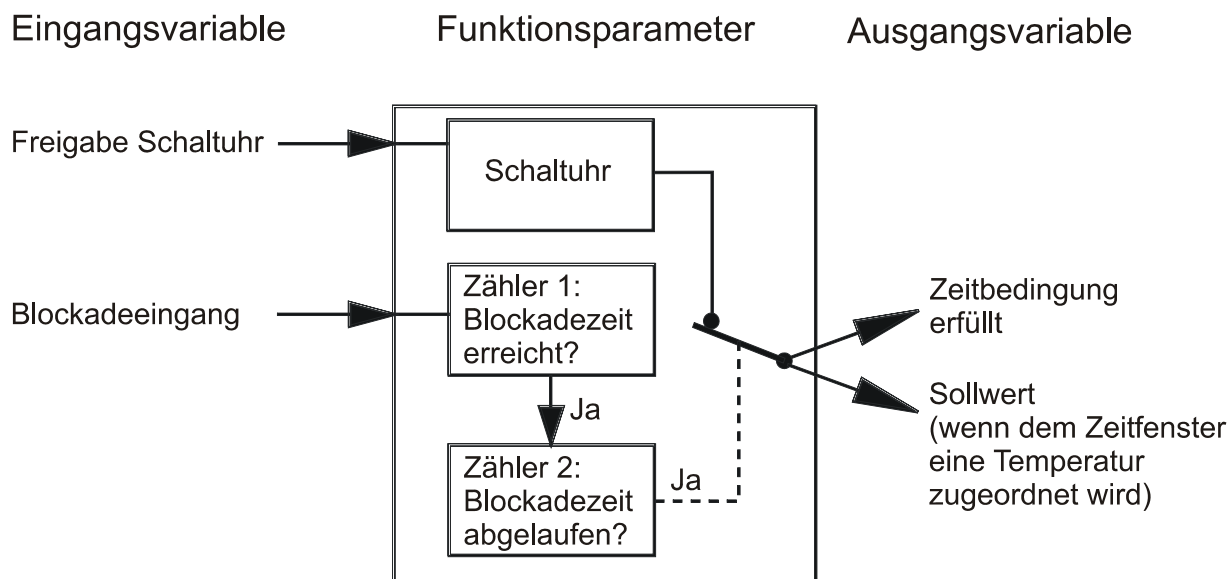 Eingangsvariable
Funktionsparameter
Ausgangsvariable
Freigabe Schaltuhr
Schaltuhr
Blockadeeingang
Zähler 1:
Blockadezeit
erreicht?
Ja
Zähler 2:
Blockadezeit
abgelaufen?
Ja
Zeitbedingung
erfüllt
Sollwert
(wenn dem Zeitfenster
eine Temperatur
zugeordnet wird)